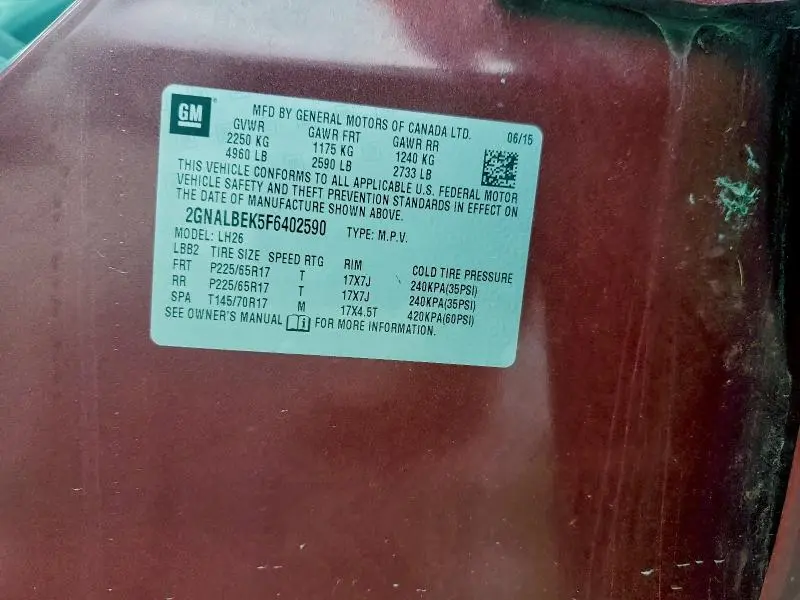 GM
MFD BY GENERAL MOTORS OF CANADA LTD. 06/15
GVWR GAWR FRT GAWR RR
2250 KG 1175 KG 1240 KG
4960 LB 2590 LB 2733 LB
THIS VEHICLE CONFORMS TO ALL APPLICABLE U.S. FEDERAL MOTOR
VEHICLE SAFETY AND THEFT PREVENTION STANDARDS IN EFFECT ON
THE DATE OF MANUFACTURE SHOWN ABOVE.
2GNALBEK5F6402590 TYPE: M.P.V.
MODEL: LH26
LBB2 TIRE SIZE SPEED RTG RIM COLD TIRE PRESSURE
FRT P225/65R17 T 17X7J 240KPA(35PSI)
RR P225/65R17 T 17X7J 240KPA(35PSI)
SPA T145/70R17 M 17X4.5T 420KPA(60PSI)
SEE OWNER'S MANUAL FOR MORE INFORMATION.